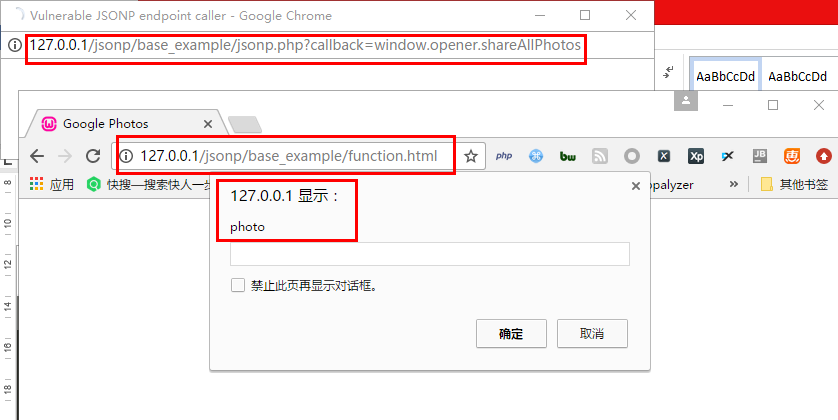 Vulnerable JSONP endpoint caller - Google Chrome
127.0.0.1/jsonp/base_example/jsonp.php?callback=window.opener.shareAllPhotos
AaBbCcDd AaBbCcDd
Google Photos
127.0.0.1/jsonp/base_example/function.html
php bw X Xp JB 惠
应用 快搜—搜索快人一步 opalyzer » 其他书签
127.0.0.1 显示：
photo
禁止此页再显示对话框。
确定 取消
8
10
12
14
16
18